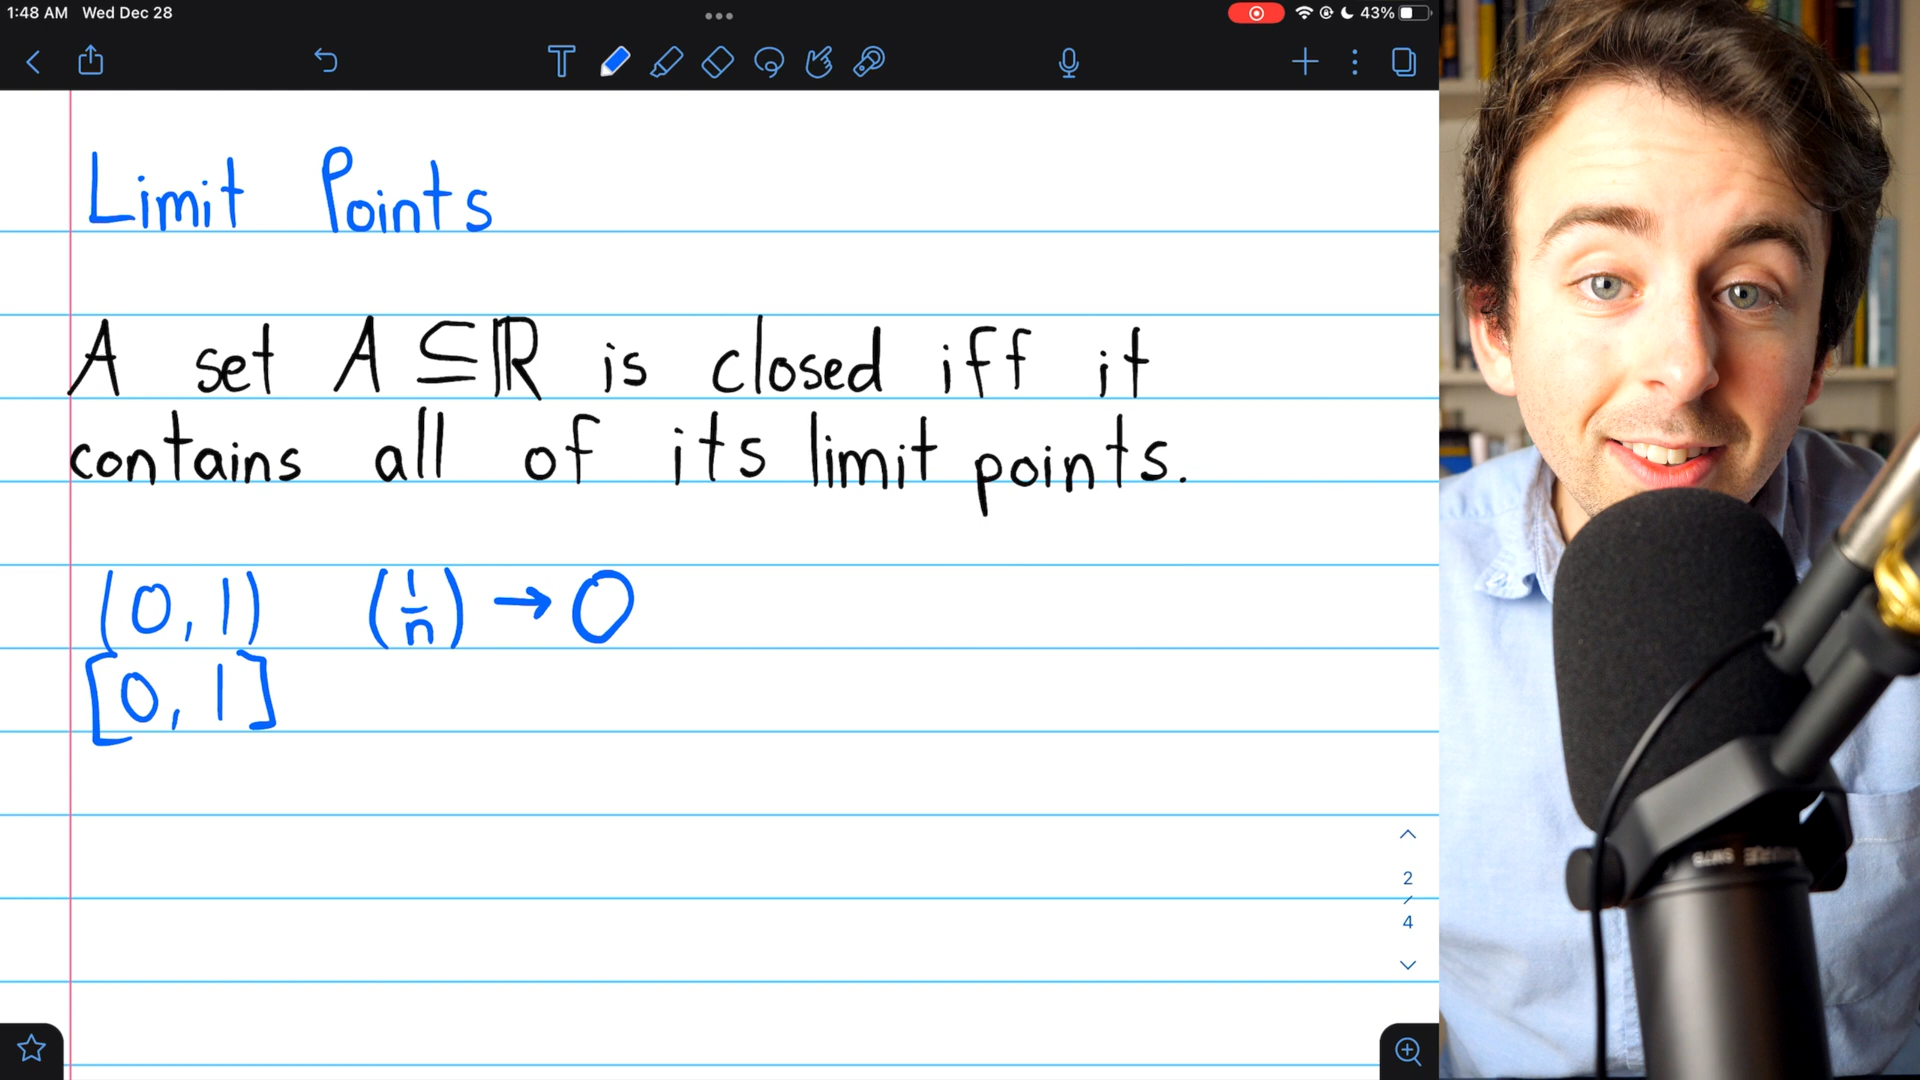 1:48 AM Wed Dec 28
43%
T
Limit Points
A set A ⊆ ℝ is closed iff it
contains all of its limit points.
(0, 1) (1/n) → 0
[0, 1]
2
/
4